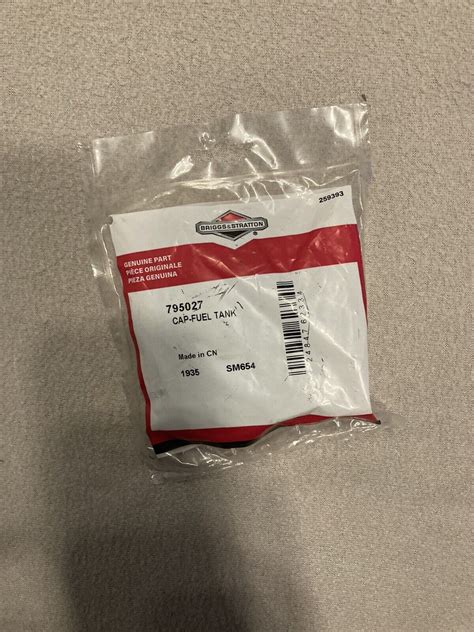 259393
BRIGGS&STRATTON
®
GENUINE PART
PIÈCE ORIGINALE
PIEZA GENUINA
795027
CAP-FUEL TANK
Made in CN
1935 SM654